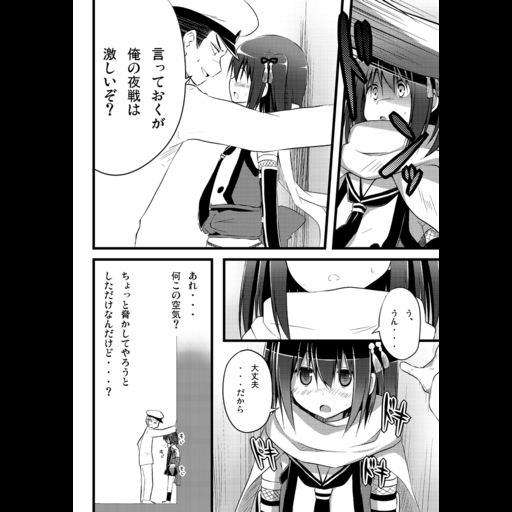 言っておくが
俺の夜戦は
激しいぞ?
う、
うん・・・
大丈夫
・・・だから
ドキ
ドキ
ドキ
ドキ
あれ・・・
何この空気?
ちょっと脅かしてやろうと
しただけなんだけど・・・?